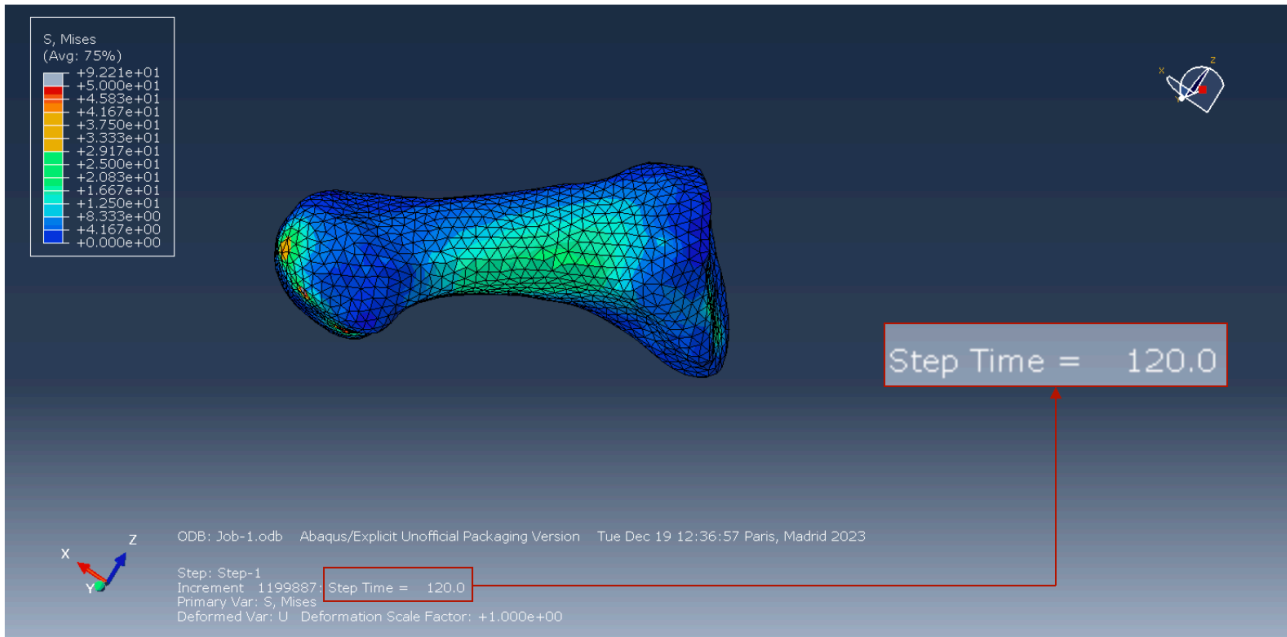 S, Mises
(Avg: 75%)
+9.221e+01
+5.000e+01
+4.583e+01
+4.167e+01
+3.750e+01
+3.333e+01
+2.917e+01
+2.500e+01
+2.083e+01
+1.667e+01
+1.250e+01
+8.333e+00
+4.167e+00
+0.000e+00
X
Z
Step Time = 120.0
ODB: Job-1.odb Abaqus/Explicit Unofficial Packaging Version Tue Dec 19 12:36:57 Paris, Madrid 2023
X
Z
Y
Step: Step-1
Increment 1199887: Step Time = 120.0
Primary Var: S, Mises
Deformed Var: U Deformation Scale Factor: +1.000e+00